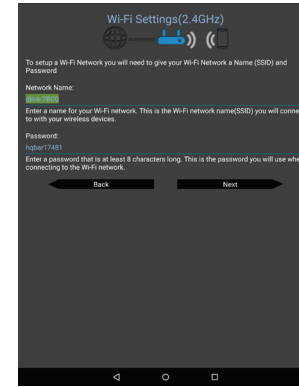 Wi-Fi Settings(2.4GHz)
To setup a Wi-Fi Network you will need to give your Wi-Fi Network a Name (SSID) and
Password
Network Name:
dlink-7B00
Enter a name for your Wi-Fi network. This is the Wi-Fi network name(SSID) you will conne
to with your wireless devices.
Password:
hqbar17481
Enter a password that is at least 8 characters long. This is the password you will use whe
connecting to the Wi-Fi network.
Back
Next